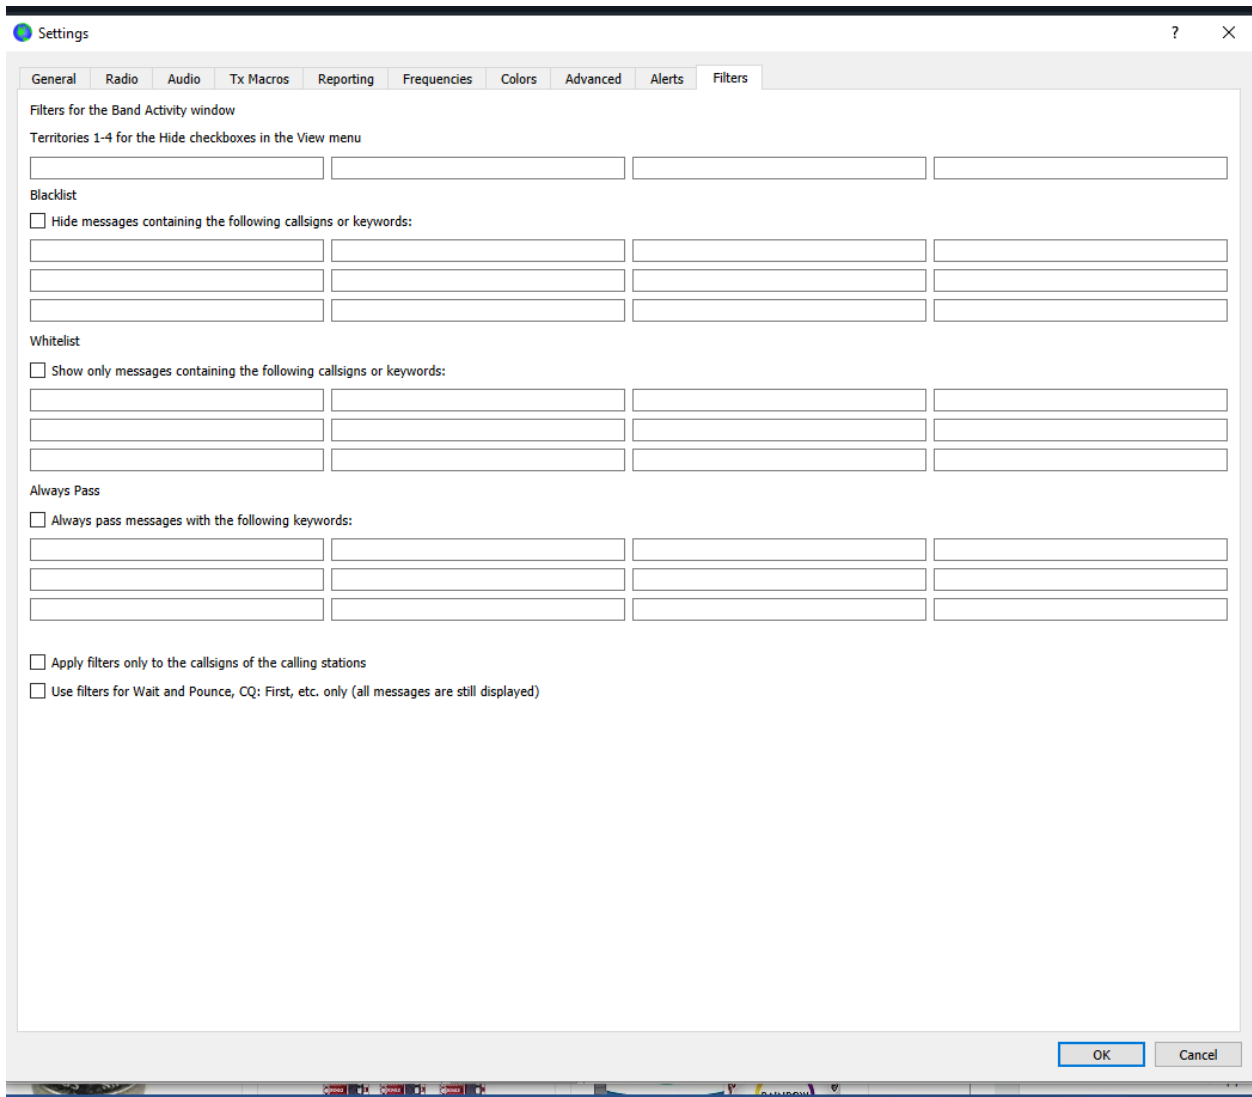 Settings
?
General Radio Audio Tx Macros Reporting Frequencies Colors Advanced Alerts Filters
Filters for the Band Activity window
Territories 1-4 for the Hide checkboxes in the View menu
Blacklist
Hide messages containing the following callsigns or keywords:
Whitelist
Show only messages containing the following callsigns or keywords:
Always Pass
Always pass messages with the following keywords:
Apply filters only to the callsigns of the calling stations
Use filters for Wait and Pounce, CQ: First, etc. only (all messages are still displayed)
OK Cancel